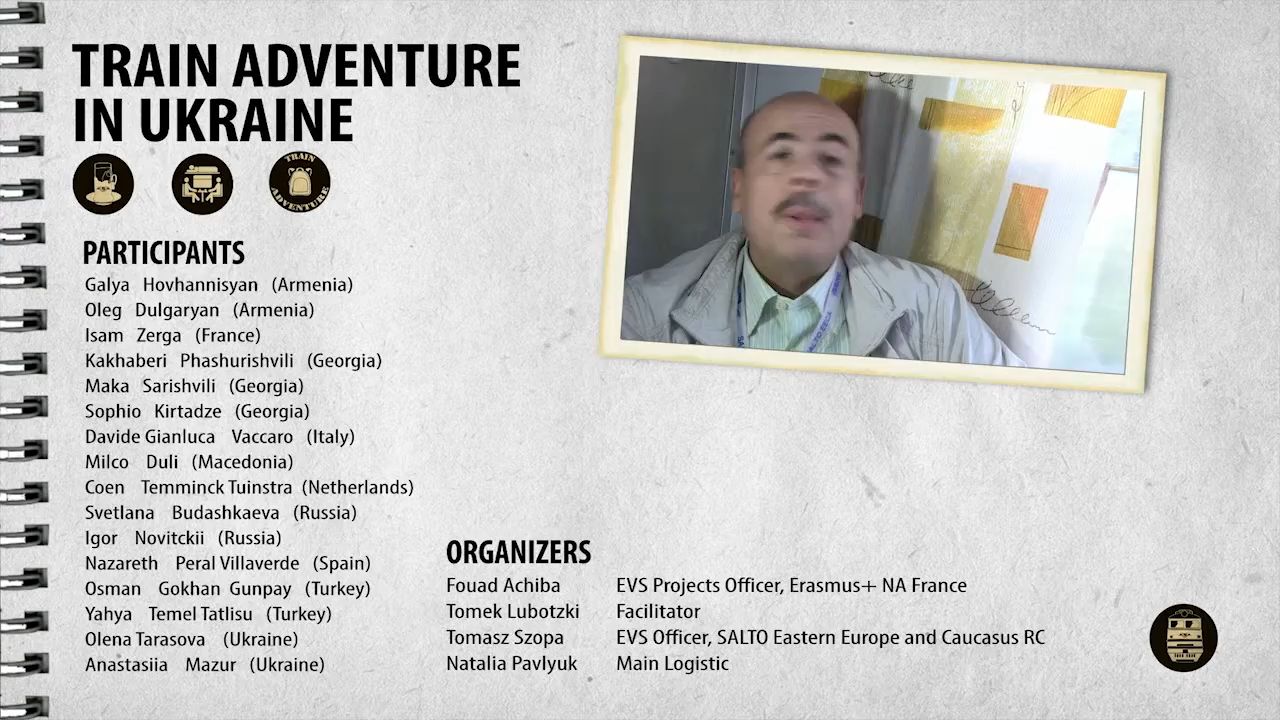 TRAIN ADVENTURE
IN UKRAINE
TRAIN
ADVENTURE
PARTICIPANTS
Galya Hovhannisyan (Armenia)
Oleg Dulgaryan (Armenia)
Isam Zerga (France)
Kakhaberi Phashurishvili (Georgia)
Maka Sarishvili (Georgia)
Sophio Kirtadze (Georgia)
Davide Gianluca Vaccaro (Italy)
Milco Duli (Macedonia)
Coen Temminck Tuinstra (Netherlands)
Svetlana Budashkaeva (Russia)
Igor Novitckii (Russia)
Nazareth Peral Villaverde (Spain)
Osman Gokhan Gunpay (Turkey)
Yahya Temel Tatlisu (Turkey)
Olena Tarasova (Ukraine)
Anastasiia Mazur (Ukraine)
SALTO EECA
ORGANIZERS
Fouad Achiba EVS Projects Officer, Erasmus+ NA France
Tomek Lubotzki Facilitator
Tomasz Szopa EVS Officer, SALTO Eastern Europe and Caucasus RC
Natalia Pavlyuk Main Logistic